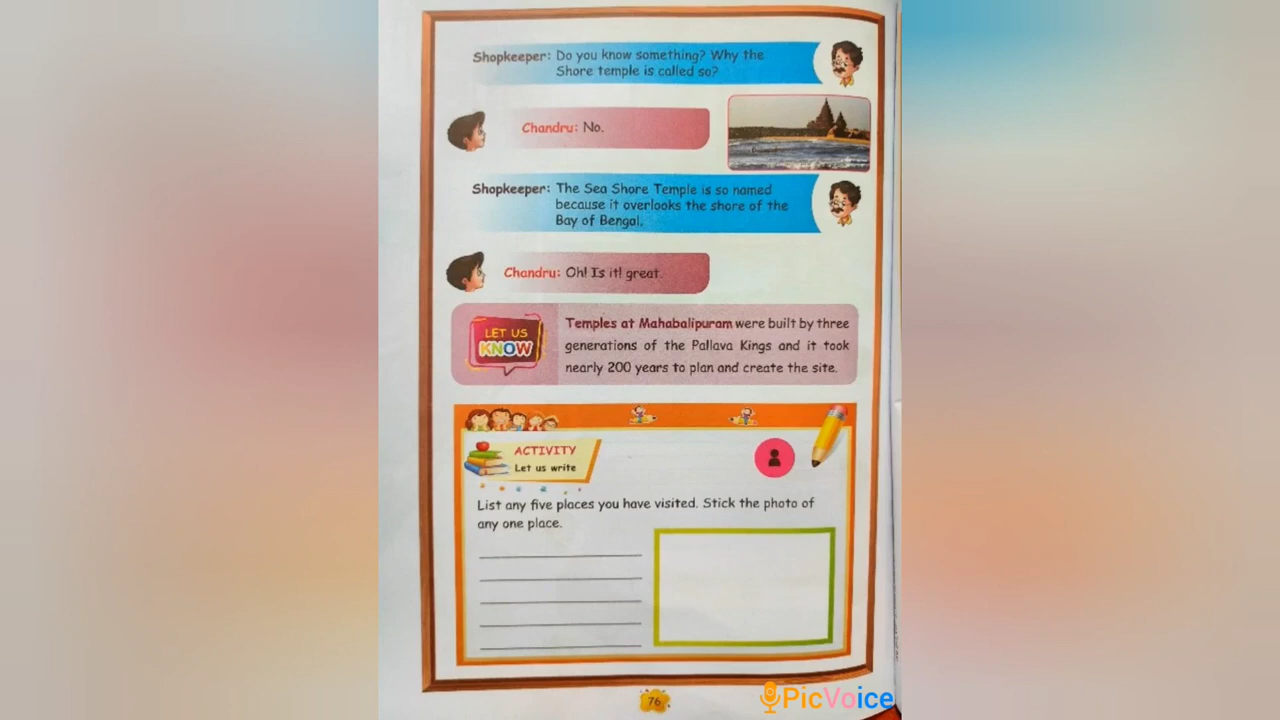 Shopkeeper: Do you know something? Why the
Shore temple is called so?
Chandru: No.
Shopkeeper: The Sea Shore Temple is so named
because it overlooks the shore of the
Bay of Bengal.
Chandru: Oh! Is it! great.
LET US
KNOW
Temples at Mahabalipuram were built by three
generations of the Pallava Kings and it took
nearly 200 years to plan and create the site.
ACTIVITY
Let us write
List any five places you have visited. Stick the photo of
any one place.
76
PicVoice